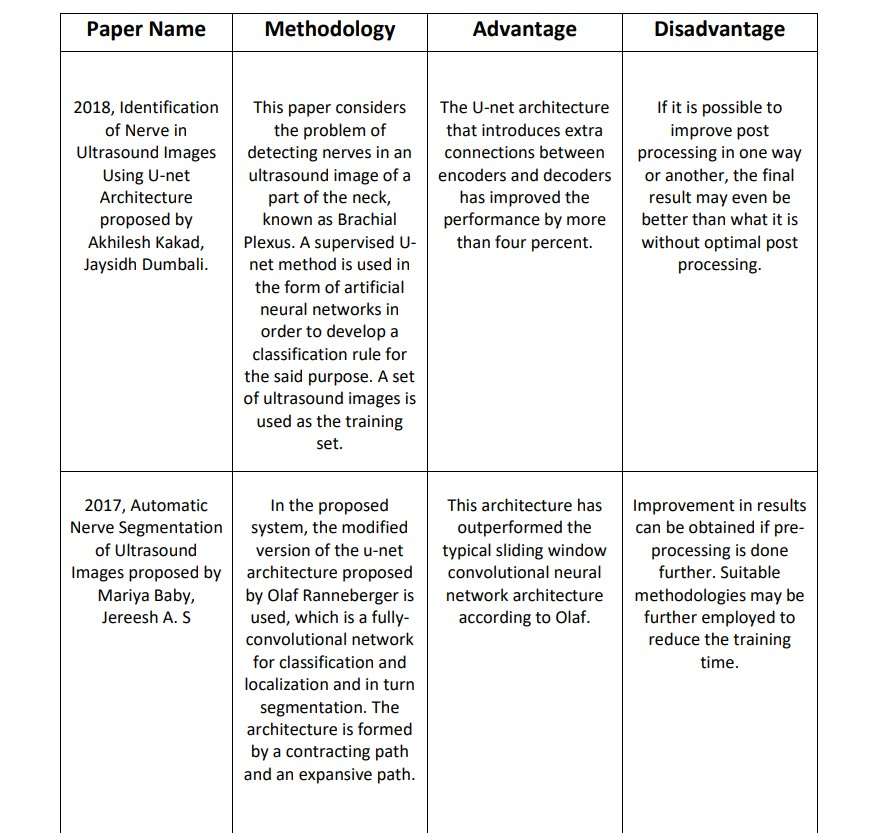 Paper Name
Methodology
Advantage
Disadvantage
2018, Identification
of Nerve in
Ultrasound Images
Using U-net
Architecture
proposed by
Akhilesh Kakad,
Jaysidh Dumbali.
This paper considers
the problem of
detecting nerves in an
ultrasound image of a
part of the neck,
known as Brachial
Plexus. A supervised U-
net method is used in
the form of artificial
neural networks in
order to develop a
classification rule for
the said purpose. A set
of ultrasound images is
used as the training
set.
The U-net architecture
that introduces extra
connections between
encoders and decoders
has improved the
performance by more
than four percent.
If it is possible to
improve post
processing in one way
or another, the final
result may even be
better than what it is
without optimal post
processing.
2017, Automatic
Nerve Segmentation
of Ultrasound
Images proposed by
Mariya Baby,
Jereesh A. S
In the proposed
system, the modified
version of the u-net
architecture proposed
by Olaf Ranneberger is
used, which is a fully-
convolutional network
for classification and
localization and in turn
segmentation. The
architecture is formed
by a contracting path
and an expansive path.
This architecture has
outperformed the
typical sliding window
convolutional neural
network architecture
according to Olaf.
Improvement in results
can be obtained if pre-
processing is done
further. Suitable
methodologies may be
further employed to
reduce the training
time.